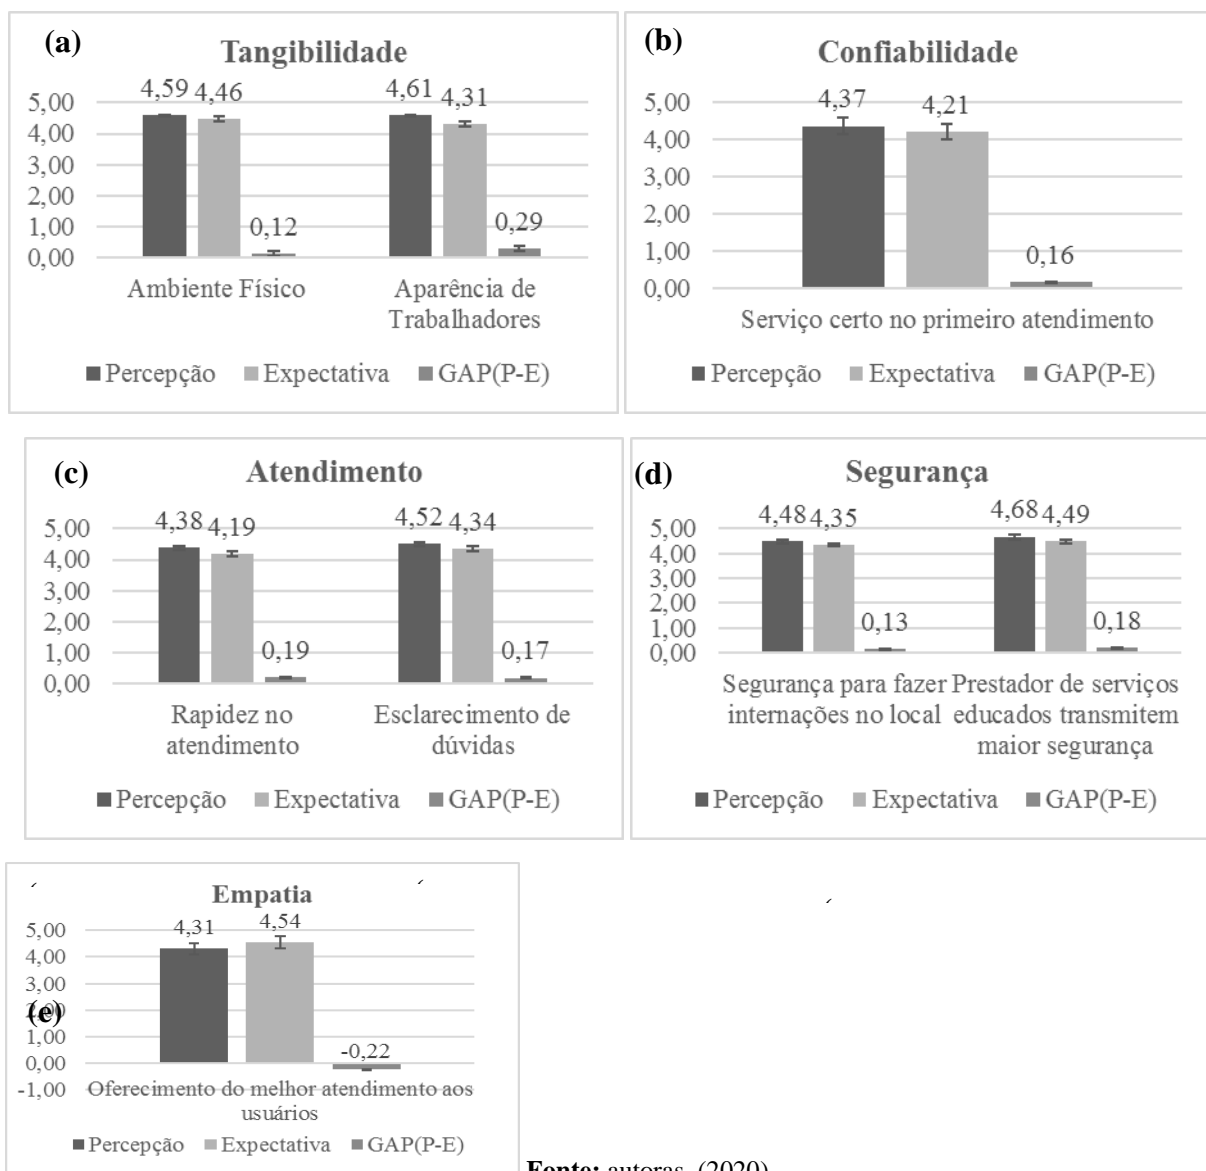 (a)
Tangibilidade
4,59 4,46 4,61 4,31
5,00
4,00
3,00
2,00
1,00
0,00
0,12 0,29
Ambiente Físico Aparência de
Trabalhadores
Percepção Expectativa GAP(P-E)
(b)
Confiabilidade
4,37 4,21
5,00
4,00
3,00
2,00
1,00
0,00
0,16
Serviço certo no primeiro atendimento
Percepção Expectativa GAP(P-E)
(c)
Atendimento
4,38 4,19 4,52 4,34
5,00
4,00
3,00
2,00
1,00
0,00
0,19 0,17
Rapidez no Esclarecimento de
atendimento dúvidas
Percepção Expectativa GAP(P-E)
(d)
Segurança
4,48 4,35 4,68 4,49
5,00
4,00
3,00
2,00
1,00
0,00
0,13 0,18
Segurança para fazer Prestador de serviços
internações no local educados transmitem
maior segurança
Percepção Expectativa GAP(P-E)
Empatia
4,31 4,54
5,00
4,00
3,00
2,00
(e)
1,00
0,00
-1,00
-0,22
Oferecimento do melhor atendimento aos
usuários
Percepção Expectativa GAP(P-E)
Fonte: autoras, (2020)